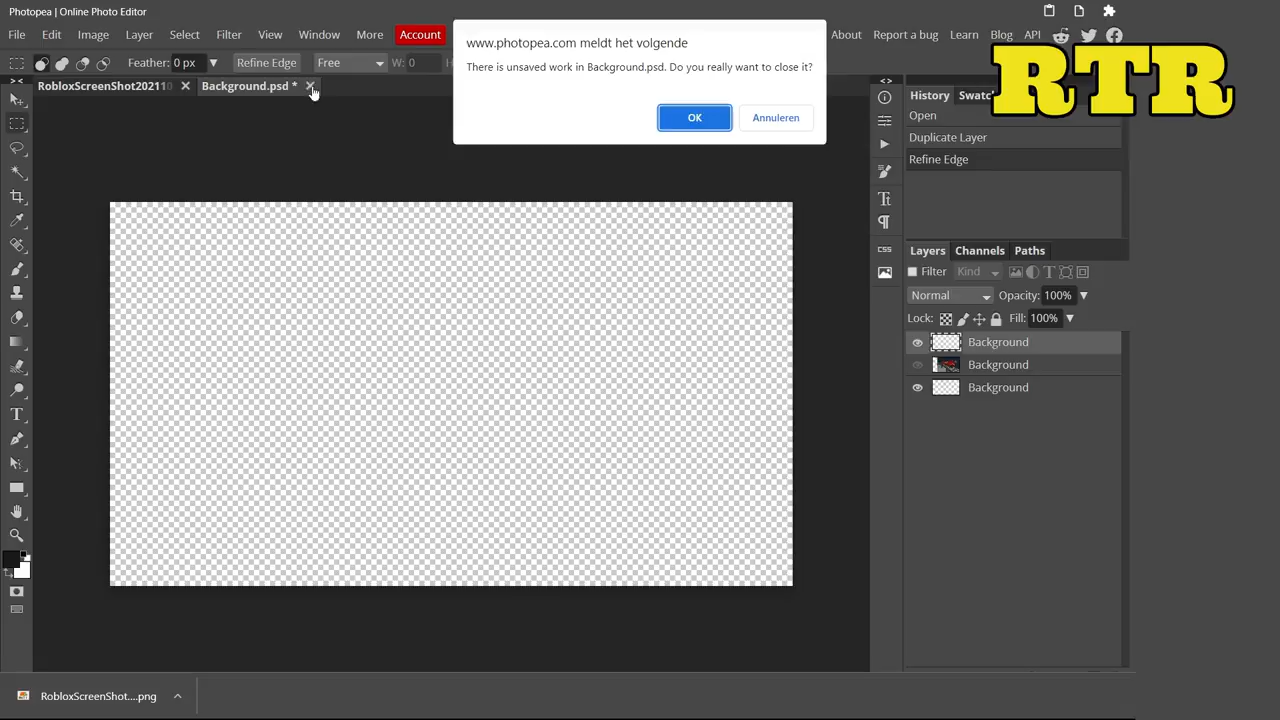 Photopea | Online Photo Editor
File Edit Image Layer Select Filter View Window More Account About Report a bug Learn Blog API
www.photopea.com meldt het volgende
There is unsaved work in Background.psd. Do you really want to close it?
OK Annuleren
RTR
Feather: 0 px Refine Edge Free W: 0 H
RobloxScreenShot202110 Background.psd *
History Swatc
Open
Duplicate Layer
Refine Edge
CSS
Layers Channels Paths
Filter Kind
Normal Opacity: 100%
Lock: Fill: 100%
Background
Background
Background
RobloxScreenShot....png